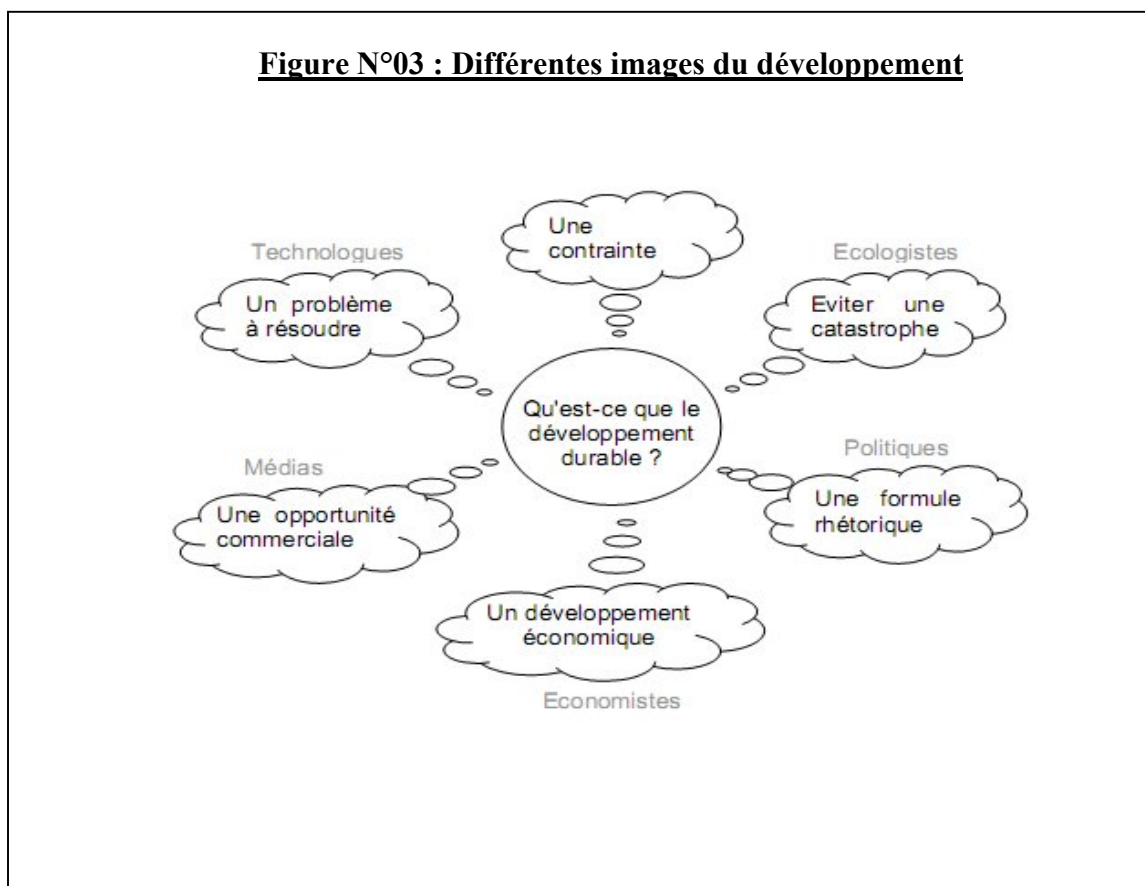 Figure N°03 : Différentes images du développement
Une
contrainte
Technologues
Un problème
à résoudre
Ecologistes
Eviter une
catastrophe
Qu'est-ce que le
développement
durable ?
Médias
Une opportunité
commerciale
Politiques
Une formule
rhétorique
Un développement
économique
Economistes